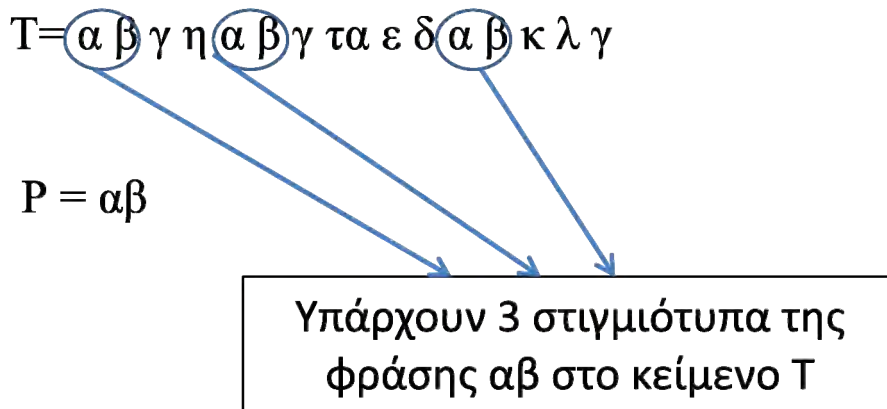 Τ= α β γ η α β γ τα ε δ α β κ λ γ
Ρ = αβ
Υπάρχουν 3 στιγμιότυπα της
φράσης αβ στο κείμενο Τ